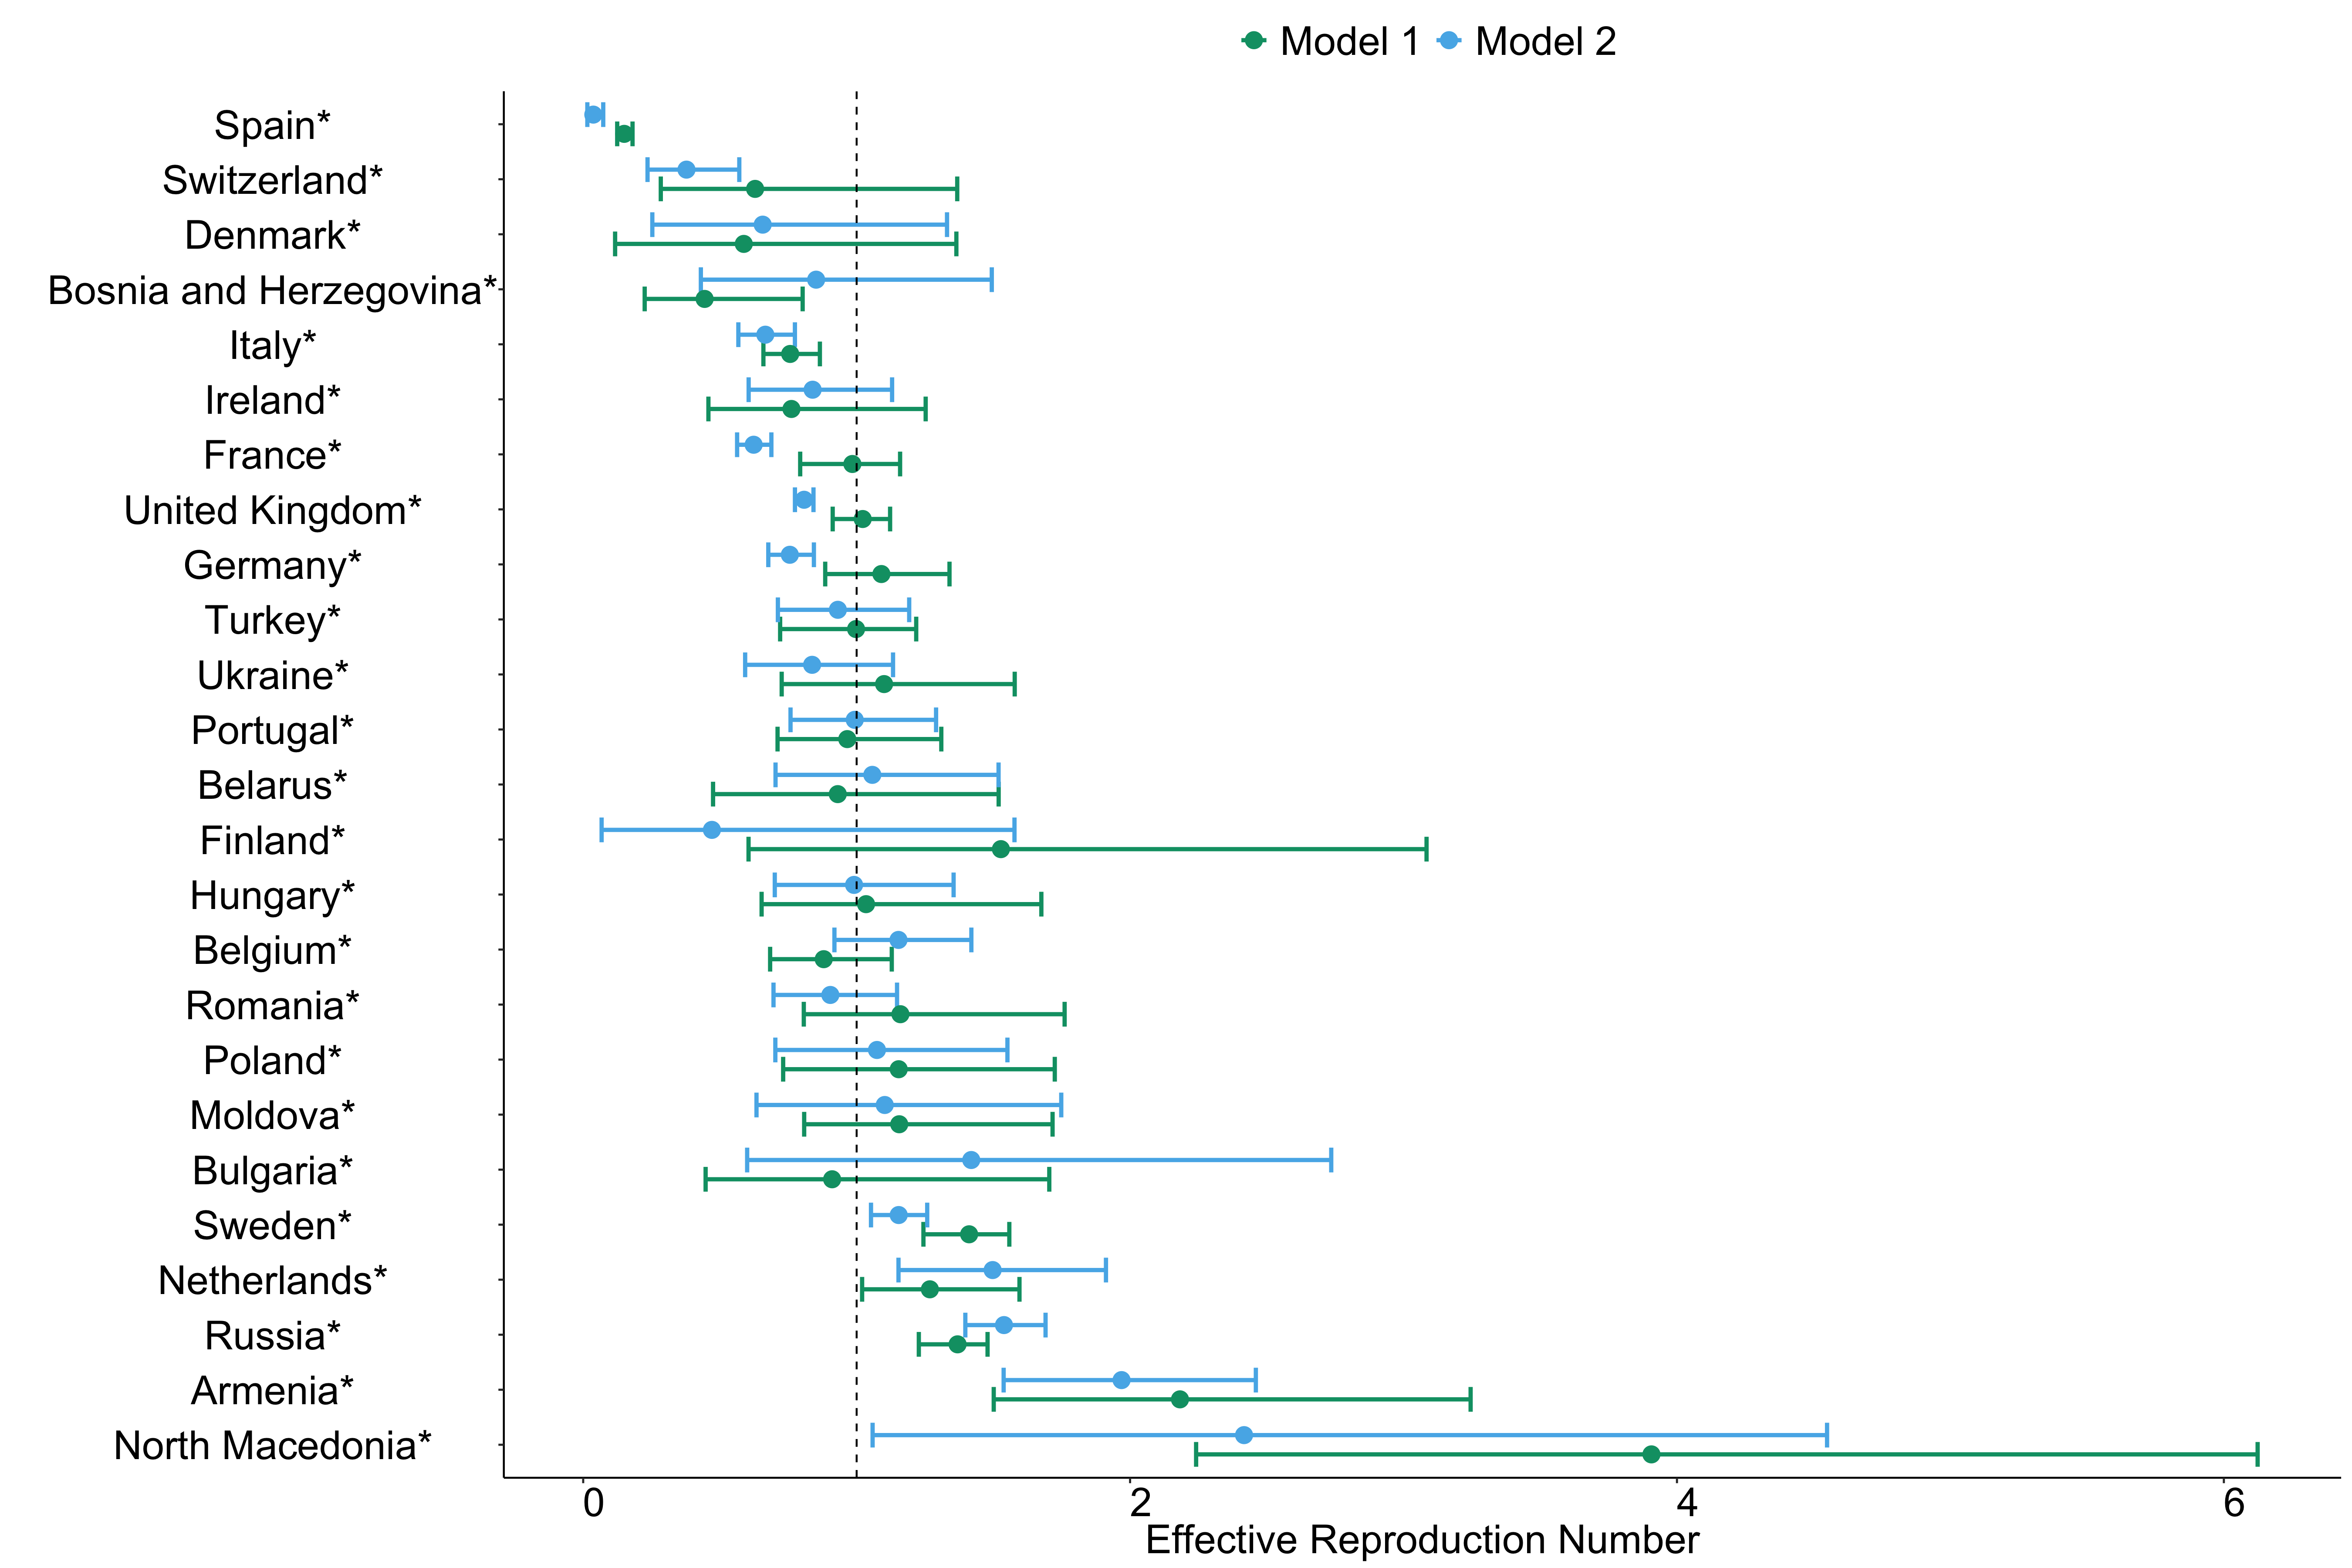 Model 1 Model 2
Spain*
Switzerland*
Denmark*
Bosnia and Herzegovina*
Italy*
Ireland*
France*
United Kingdom*
Germany*
Turkey*
Ukraine*
Portugal*
Belarus*
Finland*
Hungary*
Belgium*
Romania*
Poland*
Moldova*
Bulgaria*
Sweden*
Netherlands*
Russia*
Armenia*
North Macedonia*
0 2 4 6
Effective Reproduction Number